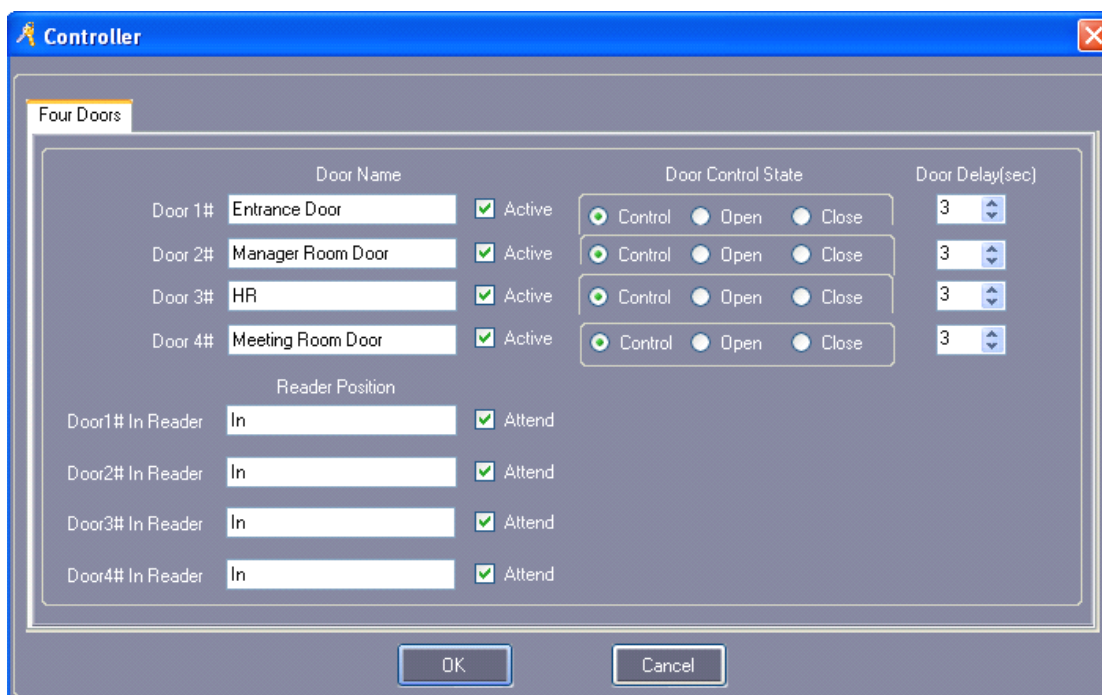 Controller
Four Doors
Door Name Door Control State Door Delay(sec)
Door 1# Entrance Door Active Control Open Close 3
Door 2# Manager Room Door Active Control Open Close 3
Door 3# HR Active Control Open Close 3
Door 4# Meeting Room Door Active Control Open Close 3
Reader Position
Door1# In Reader In Attend
Door2# In Reader In Attend
Door3# In Reader In Attend
Door4# In Reader In Attend
OK Cancel